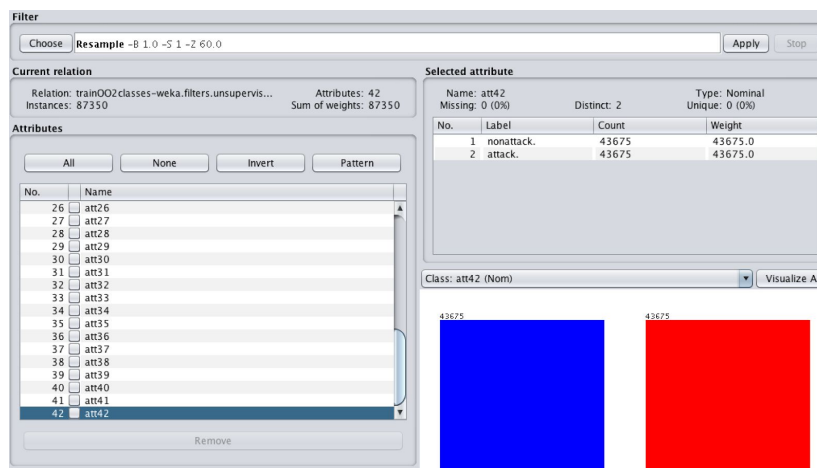 Filter
Choose Resample -B 1.0 -S 1 -Z 60.0 Apply Stop
Current relation
Relation: trainOO2classes-weka.filters.unsupervis... Attributes: 42
Instances: 87350 Sum of weights: 87350
Attributes
All None Invert Pattern
No. Name
26 att26
27 att27
28 att28
29 att29
30 att30
31 att31
32 att32
33 att33
34 att34
35 att35
36 att36
37 att37
38 att38
39 att39
40 att40
41 att41
42 att42
Remove
Selected attribute
Name: att42 Type: Nominal
Missing: 0 (0%) Distinct: 2 Unique: 0 (0%)
No. Label Count Weight
1 nonattack. 43675 43675.0
2 attack. 43675 43675.0
Class: att42 (Nom) Visualize A
43675 43675